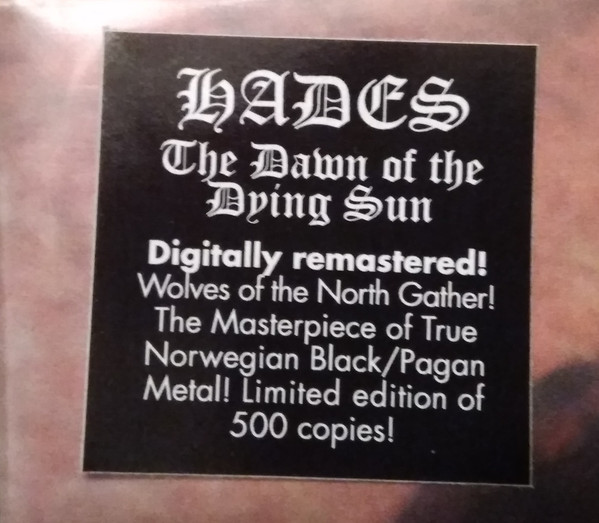 HADES
The Dawn of the
Dying Sun
Digitally remastered!
Wolves of the North Gather!
The Masterpiece of True
Norwegian Black/Pagan
Metal! Limited edition of
500 copies!